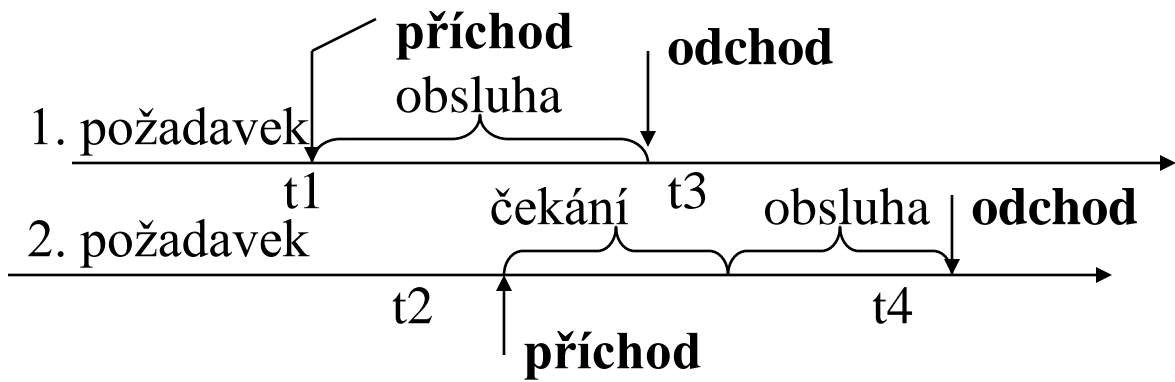 příchod
odchod
obsluha
1. požadavek
t1
t3
čekání
obsluha
odchod
2. požadavek
t2
t4
příchod